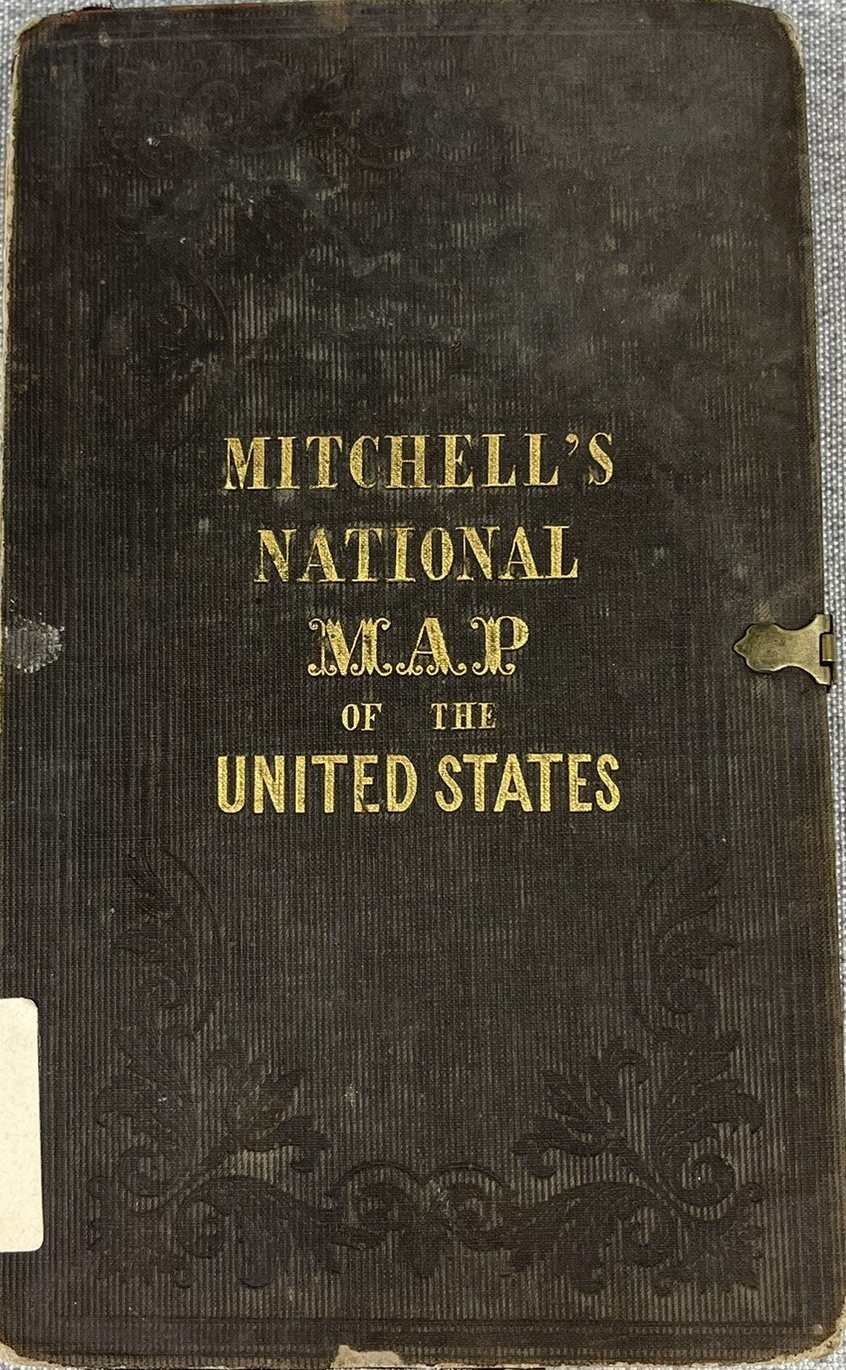 MITCHELL'S
NATIONAL
MAP
OF THE
UNITED STATES